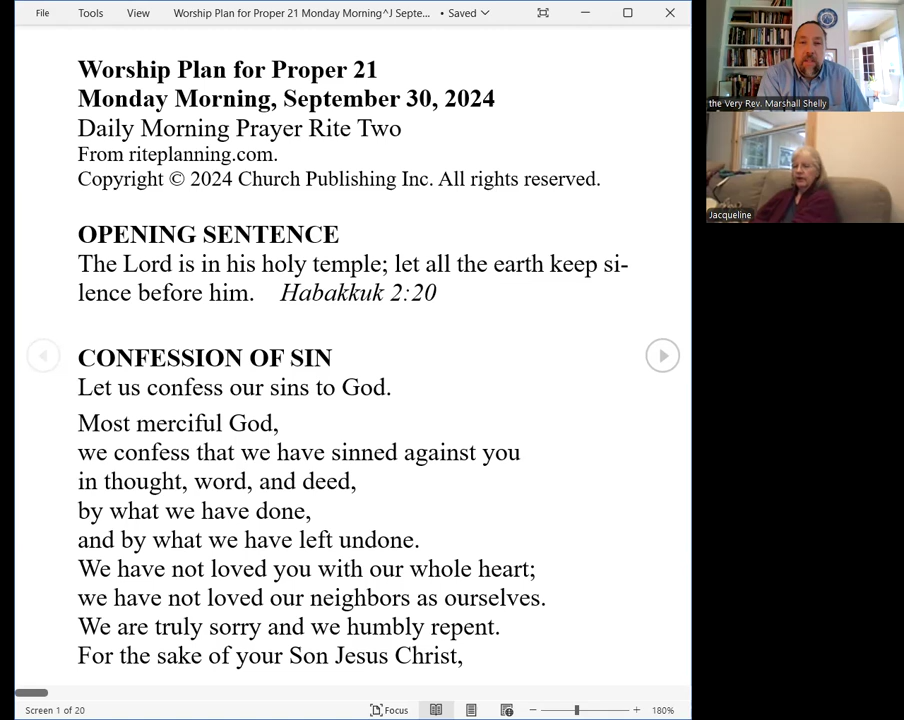 File Tools View Worship Plan for Proper 21 Monday Morning^J Septe... • Saved
Worship Plan for Proper 21
Monday Morning, September 30, 2024
Daily Morning Prayer Rite Two
From riteplanning.com.
Copyright © 2024 Church Publishing Inc. All rights reserved.
OPENING SENTENCE
The Lord is in his holy temple; let all the earth keep si-
lence before him. Habakkuk 2:20
CONFESSION OF SIN
Let us confess our sins to God.
Most merciful God,
we confess that we have sinned against you
in thought, word, and deed,
by what we have done,
and by what we have left undone.
We have not loved you with our whole heart;
we have not loved our neighbors as ourselves.
We are truly sorry and we humbly repent.
For the sake of your Son Jesus Christ,
Screen 1 of 20 Focus 180%
the Very Rev. Marshall Shelly
Jacqueline